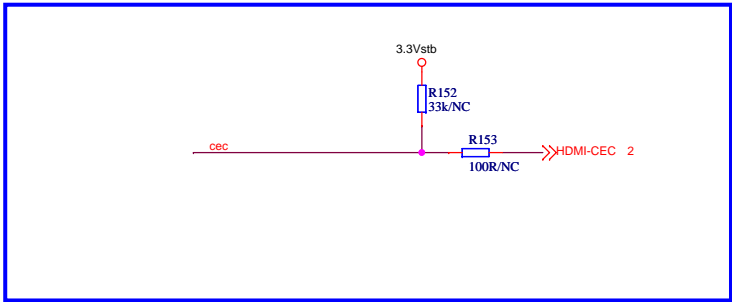 3.3Vstb
R152
33k/NC
R153
cec
HDMI-CEC 2
100R/NC